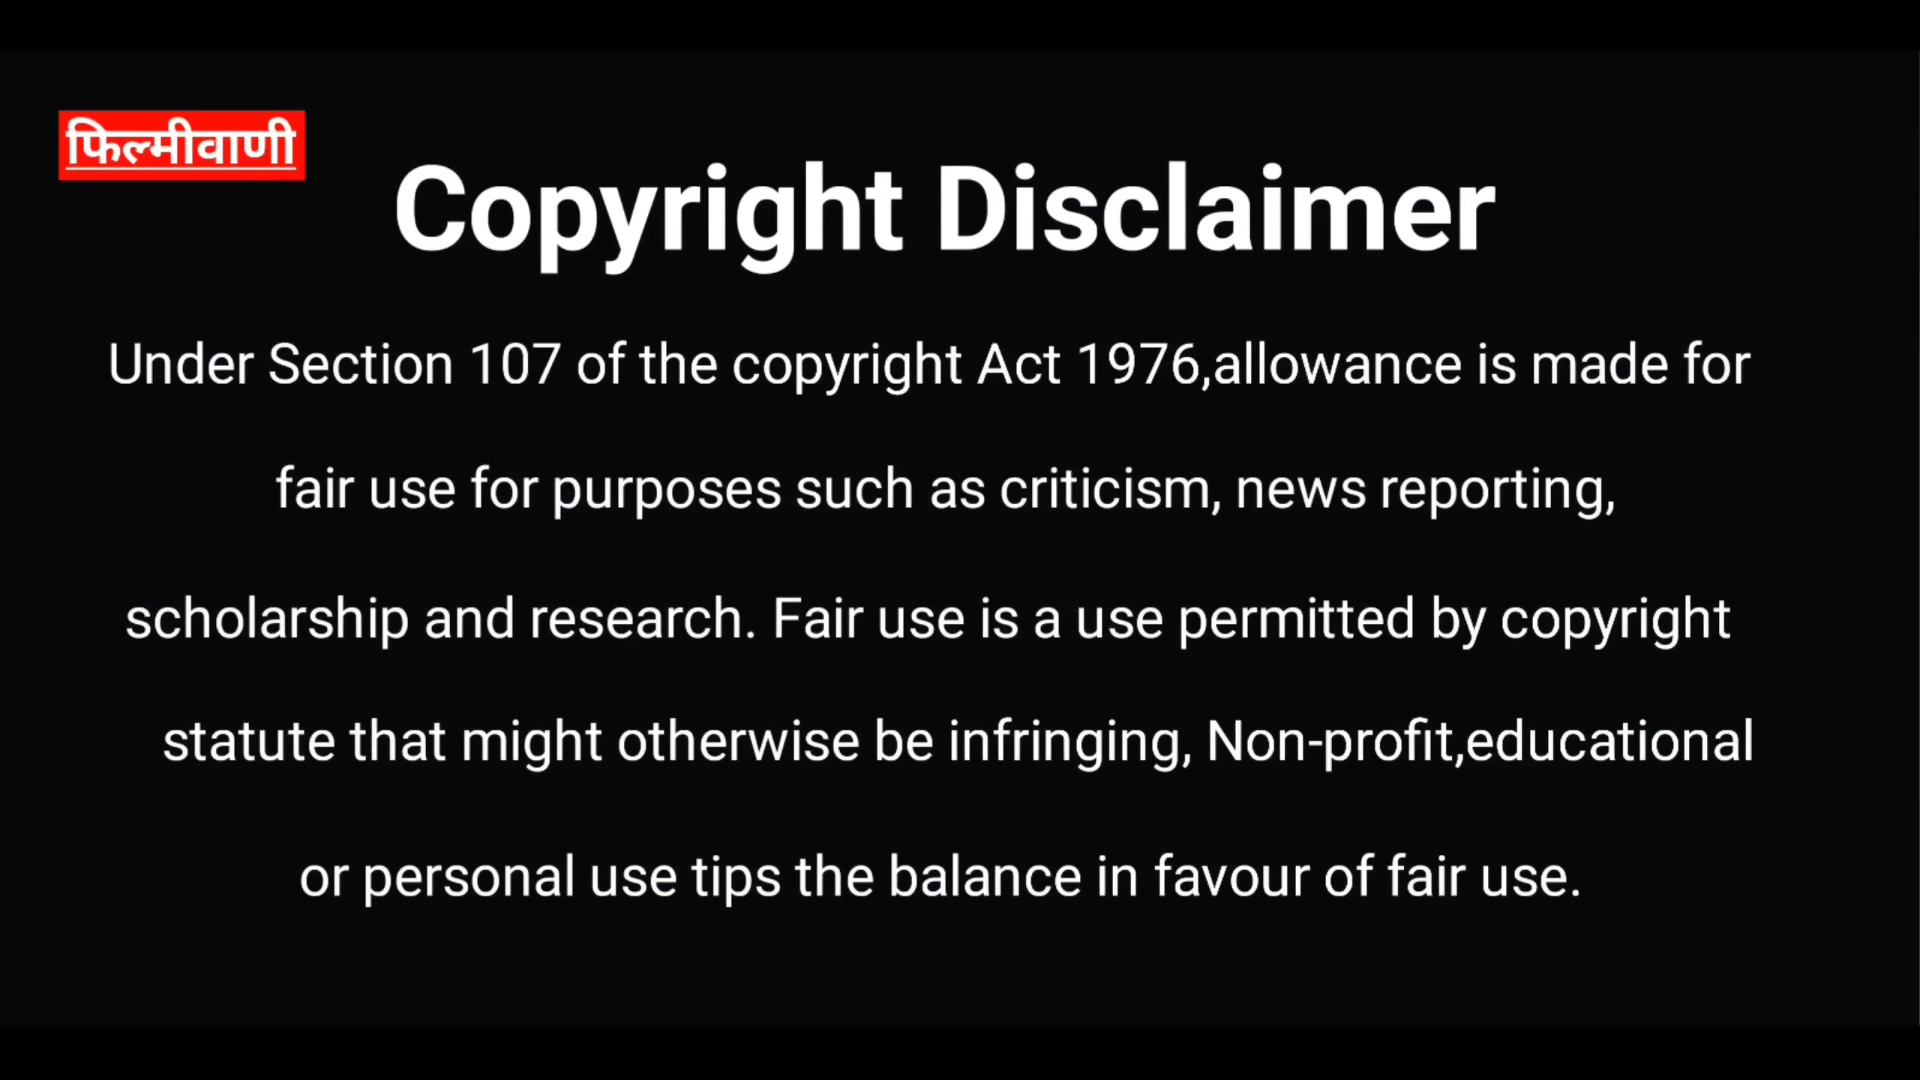 फिल्मीवाणी
Copyright Disclaimer
Under Section 107 of the copyright Act 1976,allowance is made for
fair use for purposes such as criticism, news reporting,
scholarship and research. Fair use is a use permitted by copyright
statute that might otherwise be infringing, Non-profit,educational
or personal use tips the balance in favour of fair use.